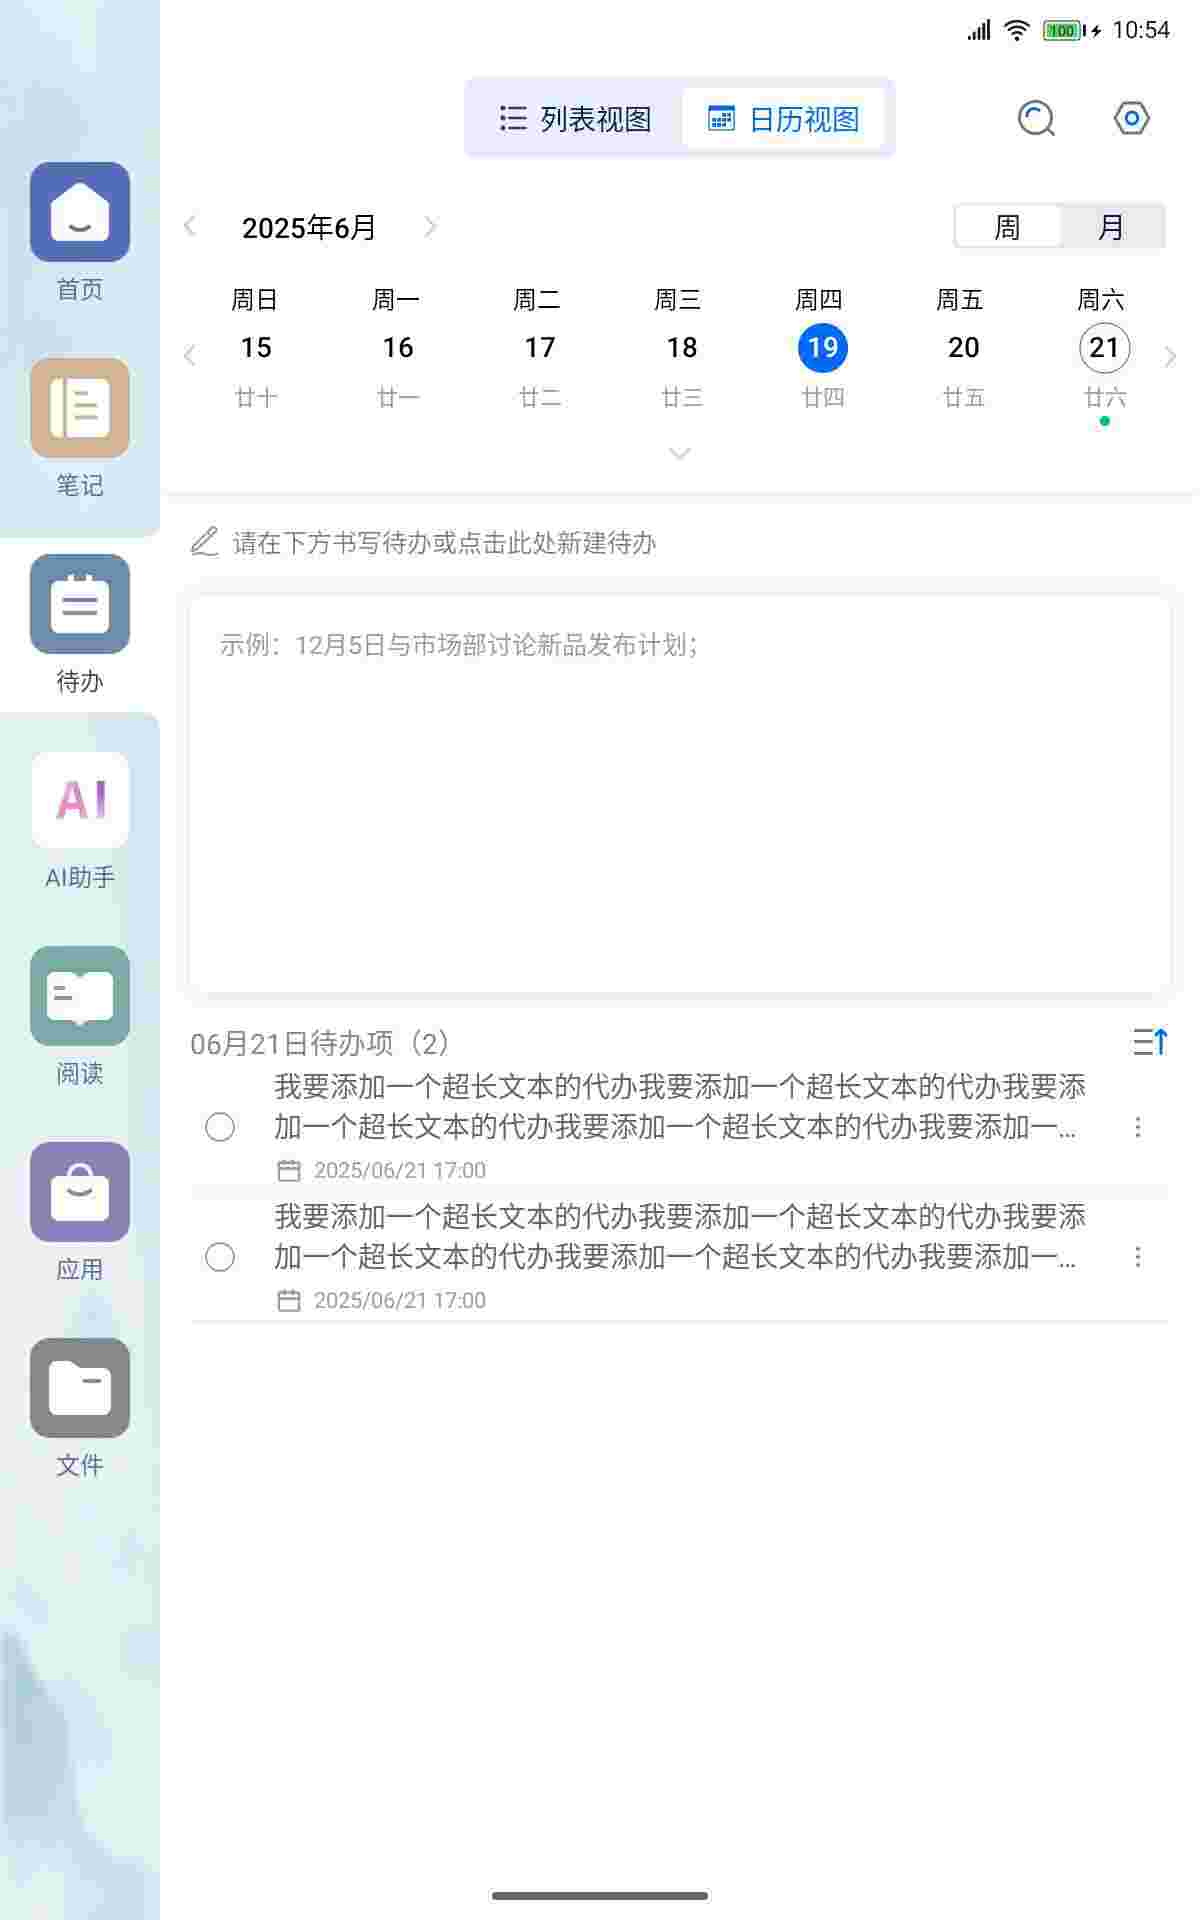 100 10:54
列表视图 日历视图
2025年6月 周 月
周日 周一 周二 周三 周四 周五 周六
15 16 17 18 19 20 21
廿十 廿一 廿二 廿三 廿四 廿五 廿六
请在下方书写待办或点击此处新建待办
示例：12月5日与市场部讨论新品发布计划；
06月21日待办项（2）
我要添加一个超长文本的代办我要添加一个超长文本的代办我要添
加一个超长文本的代办我要添加一个超长文本的代办我要添加一...
2025/06/21 17:00
我要添加一个超长文本的代办我要添加一个超长文本的代办我要添
加一个超长文本的代办我要添加一个超长文本的代办我要添加一...
2025/06/21 17:00
首页
笔记
待办
AI
AI助手
阅读
应用
文件